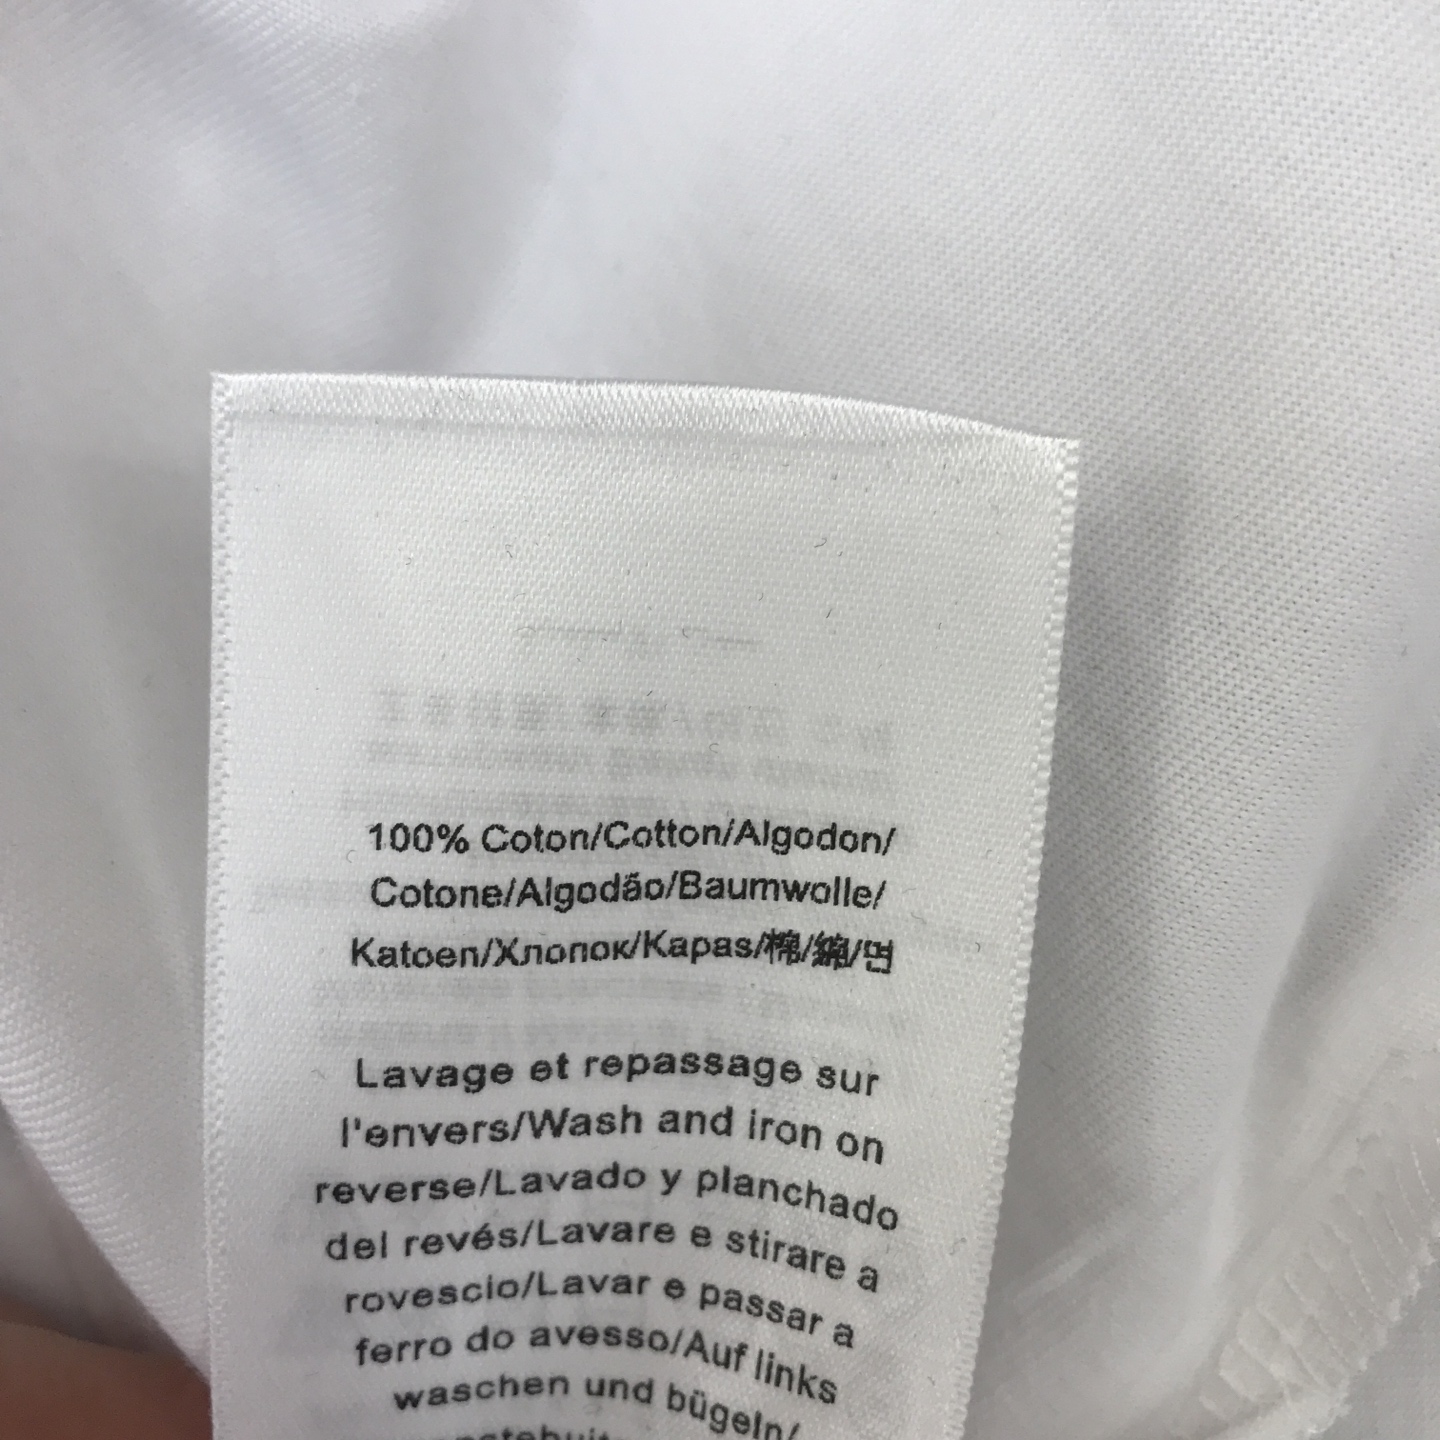 100% Coton/Cotton/Algodon/
Cotone/Algodão/Baumwolle/
Katoen/Хлопок/Kapas/棉/綿/면
Lavage et repassage sur
l'envers/Wash and iron on
reverse/Lavado y planchado
del revés/Lavare e stirare a
rovescio/Lavar e passar a
ferro do avesso/Auf links
waschen und bügeln/